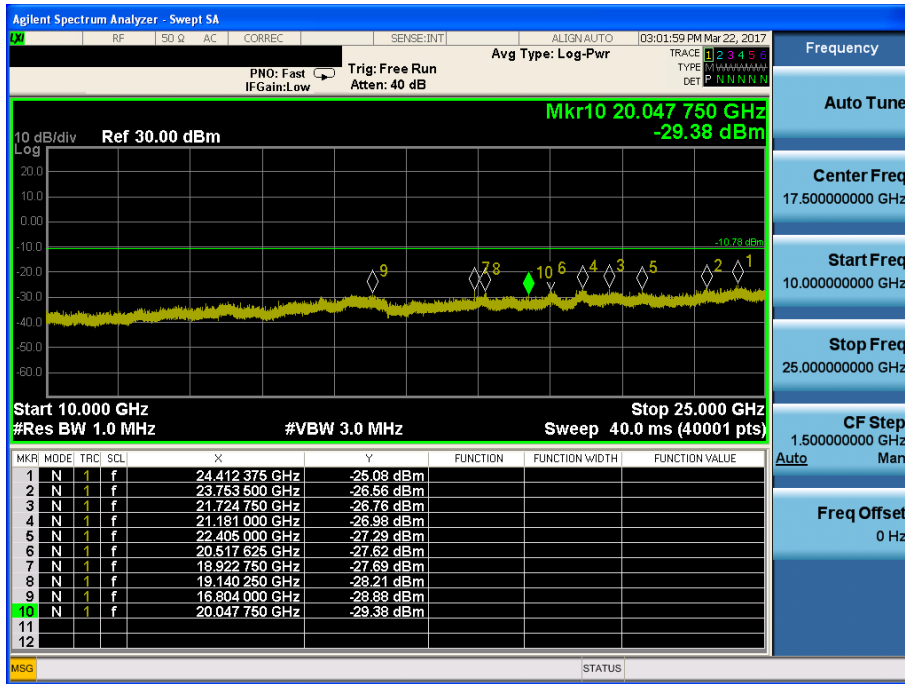 Agilent Spectrum Analyzer - Swept SA
LXI RF 50 Ω AC CORREC SENSE:INT ALIGN AUTO 03:01:59 PM Mar 22, 2017
Frequency
Avg Type: Log-Pwr
TRACE 1 2 3 4 5 6
PNO: Fast Trig: Free Run
TYPE M WWWWW
IFGain:Low Atten: 40 dB
DET P N N N N N
Auto Tune
Mkr10 20.047 750 GHz
-29.38 dBm
10 dB/div Ref 30.00 dBm
Log
20.0
10.0
0.00
-10.0
-20.0
-30.0
-40.0
-50.0
-60.0
-10.78 dBm
9 7 8 10 6 4 3 5 2 1
Center Freq
17.500000000 GHz
Start Freq
10.000000000 GHz
Stop Freq
25.000000000 GHz
Start 10.000 GHz Stop 25.000 GHz
#Res BW 1.0 MHz #VBW 3.0 MHz Sweep 40.0 ms (40001 pts)
CF Step
1.500000000 GHz
Auto Man
Freq Offset
0 Hz
MKR MODE TRC SCL X Y FUNCTION FUNCTION WIDTH FUNCTION VALUE
1 N 1 f 24.412 375 GHz -25.08 dBm
2 N 1 f 23.753 500 GHz -26.56 dBm
3 N 1 f 21.724 750 GHz -26.76 dBm
4 N 1 f 21.181 000 GHz -26.98 dBm
5 N 1 f 22.405 000 GHz -27.29 dBm
6 N 1 f 20.517 625 GHz -27.62 dBm
7 N 1 f 18.922 750 GHz -27.69 dBm
8 N 1 f 19.140 250 GHz -28.21 dBm
9 N 1 f 16.804 000 GHz -28.88 dBm
10 N 1 f 20.047 750 GHz -29.38 dBm
11
12
MSG STATUS